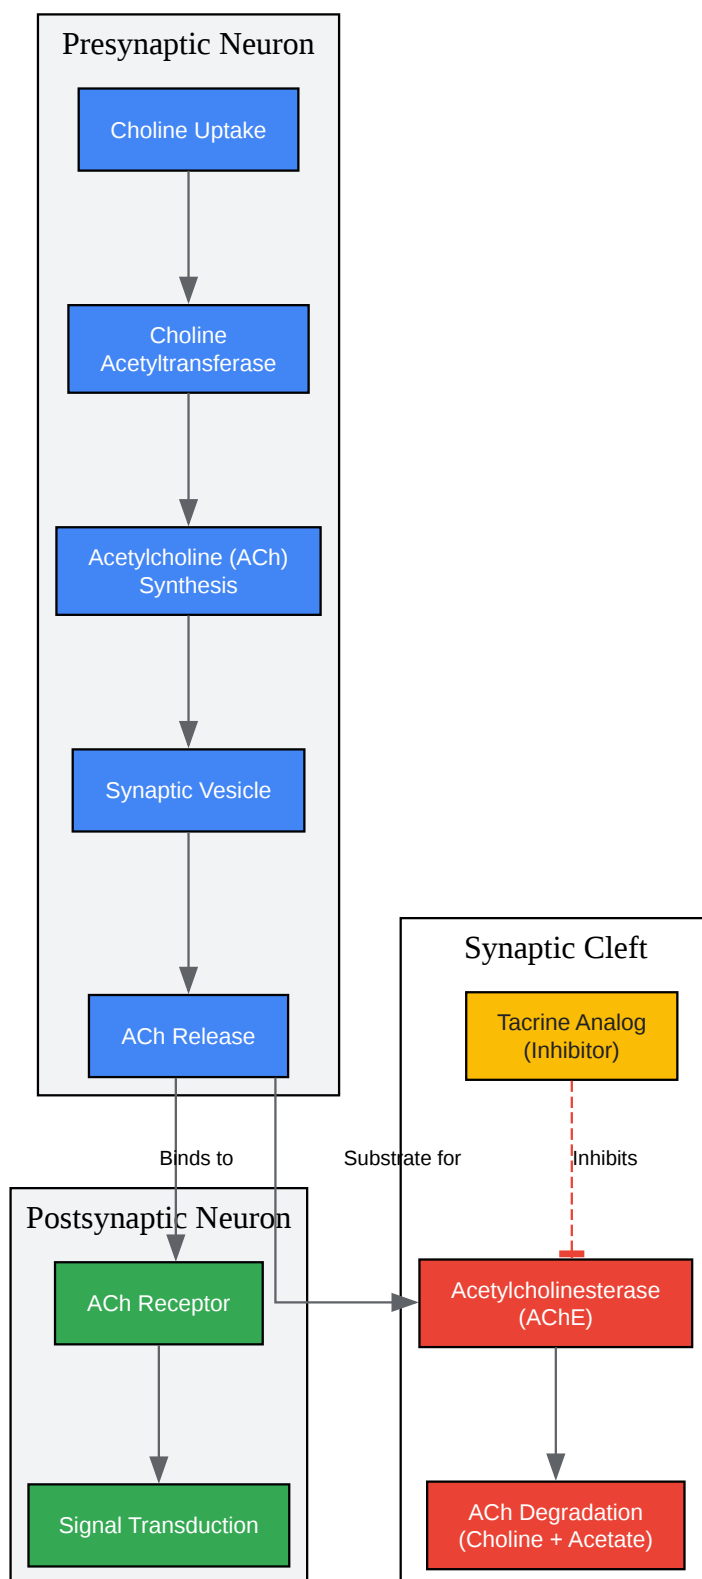 Presynaptic Neuron
Choline Uptake
Choline
Acetyltransferase
Acetylcholine (ACh)
Synthesis
Synaptic Vesicle
ACh Release
Synaptic Cleft
Tacrine Analog
(Inhibitor)
Binds to
Substrate for
Inhibits
Postsynaptic Neuron
ACh Receptor
Acetylcholinesterase
(AChE)
Signal Transduction
ACh Degradation
(Choline + Acetate)